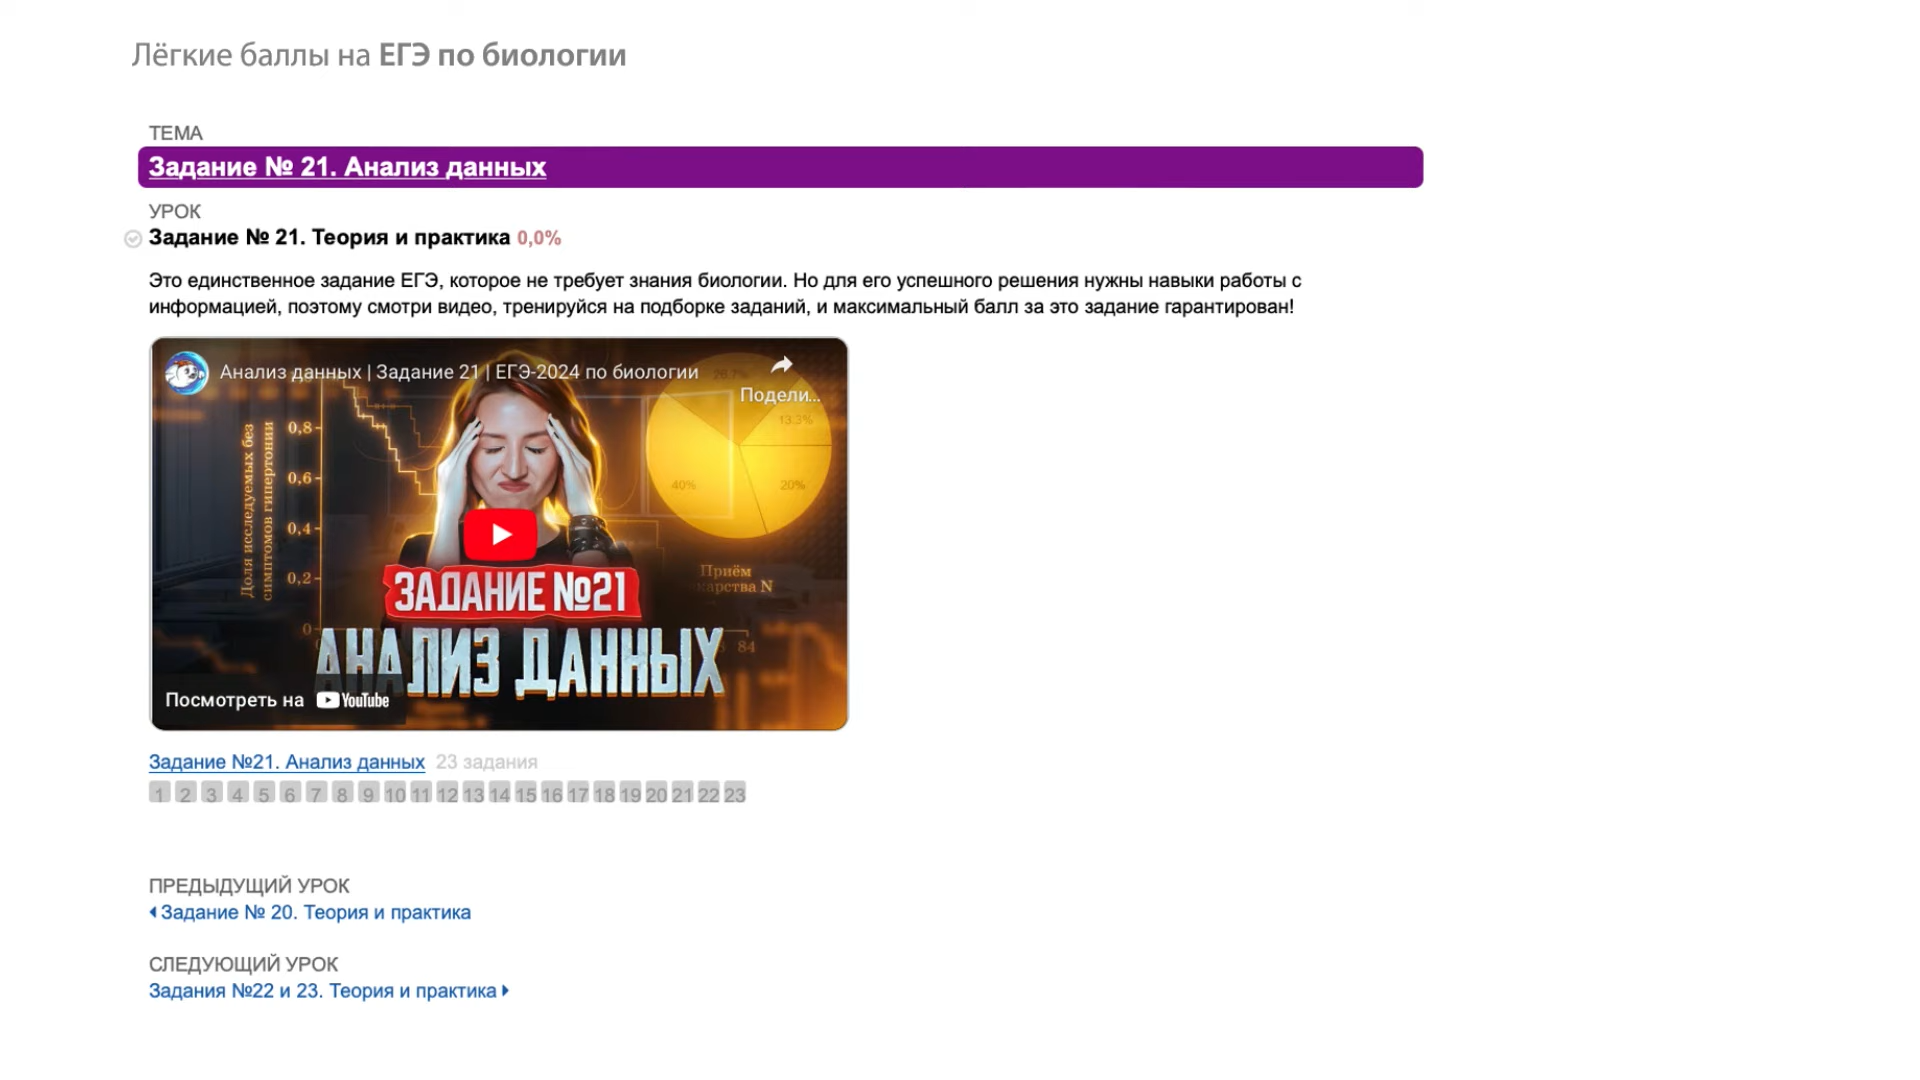 Лёгкие баллы на ЕГЭ по биологии
ТЕМА
Задание № 21. Анализ данных
УРОК
Задание № 21. Теория и практика 0,0%
Это единственное задание ЕГЭ, которое не требует знания биологии. Но для его успешного решения нужны навыки работы с
информацией, поэтому смотри видео, тренируйся на подборке заданий, и максимальный балл за это задание гарантирован!
Анализ данных | Задание 21 | ЕГЭ-2024 по биологии
Подели...
26.7%
13.3%
40%
20%
Доля исследуемых без
симптомов гипертонии
0,8
0,6
0,4
0,2
0
Приём
N
84
ЗАДАНИЕ №21
АНАЛИЗ ДАННЫХ
Посмотреть на YouTube
Задание №21. Анализ данных 23 задания
1 2 3 4 5 6 7 8 9 10 11 12 13 14 15 16 17 18 19 20 21 22 23
ПРЕДЫДУЩИЙ УРОК
Задание № 20. Теория и практика
СЛЕДУЮЩИЙ УРОК
Задания №22 и 23. Теория и практика